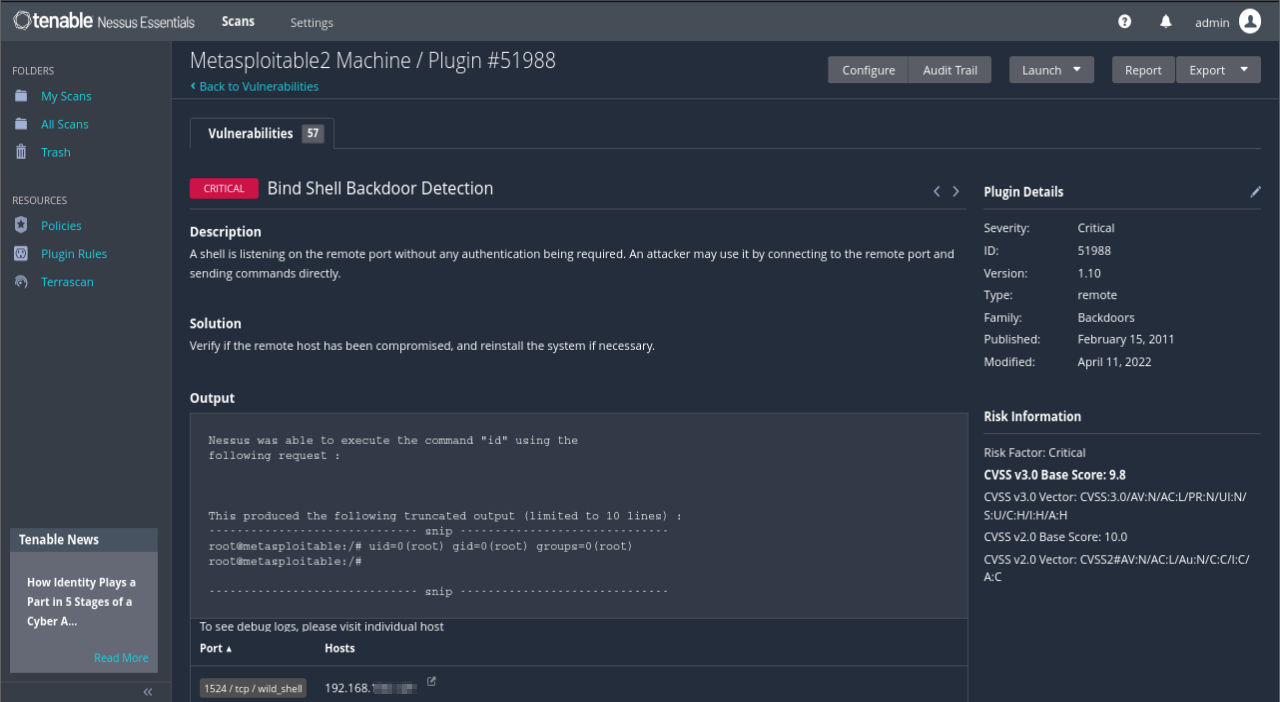 tenable Nessus Essentials Scans Settings admin
FOLDERS
My Scans
All Scans
Trash
RESOURCES
Policies
Plugin Rules
Terrascan
Tenable News
How Identity Plays a
Part in 5 Stages of a
Cyber A...
Read More
Metasploitable2 Machine / Plugin #51988
Back to Vulnerabilities
Configure Audit Trail Launch Report Export
Vulnerabilities 57
CRITICAL Bind Shell Backdoor Detection
Description
A shell is listening on the remote port without any authentication being required. An attacker may use it by connecting to the remote port and
sending commands directly.
Solution
Verify if the remote host has been compromised, and reinstall the system if necessary.
Output
Nessus was able to execute the command "id" using the
following request :
This produced the following truncated output (limited to 10 lines) :
---------------------------- snip ----------------------------
root@metasploitable:/# uid=0(root) gid=0(root) groups=0(root)
root@metasploitable:/#
---------------------------- snip ----------------------------
To see debug logs, please visit individual host
Port Hosts
1524 / tcp / wild_shell 192.168.
Plugin Details
Severity: Critical
ID: 51988
Version: 1.10
Type: remote
Family: Backdoors
Published: February 15, 2011
Modified: April 11, 2022
Risk Information
Risk Factor: Critical
CVSS v3.0 Base Score: 9.8
CVSS v3.0 Vector: CVSS:3.0/AV:N/AC:L/PR:N/UI:N/
S:U/C:H/I:H/A:H
CVSS v2.0 Base Score: 10.0
CVSS v2.0 Vector: CVSS2#AV:N/AC:L/Au:N/C:C/I:C/
A:C